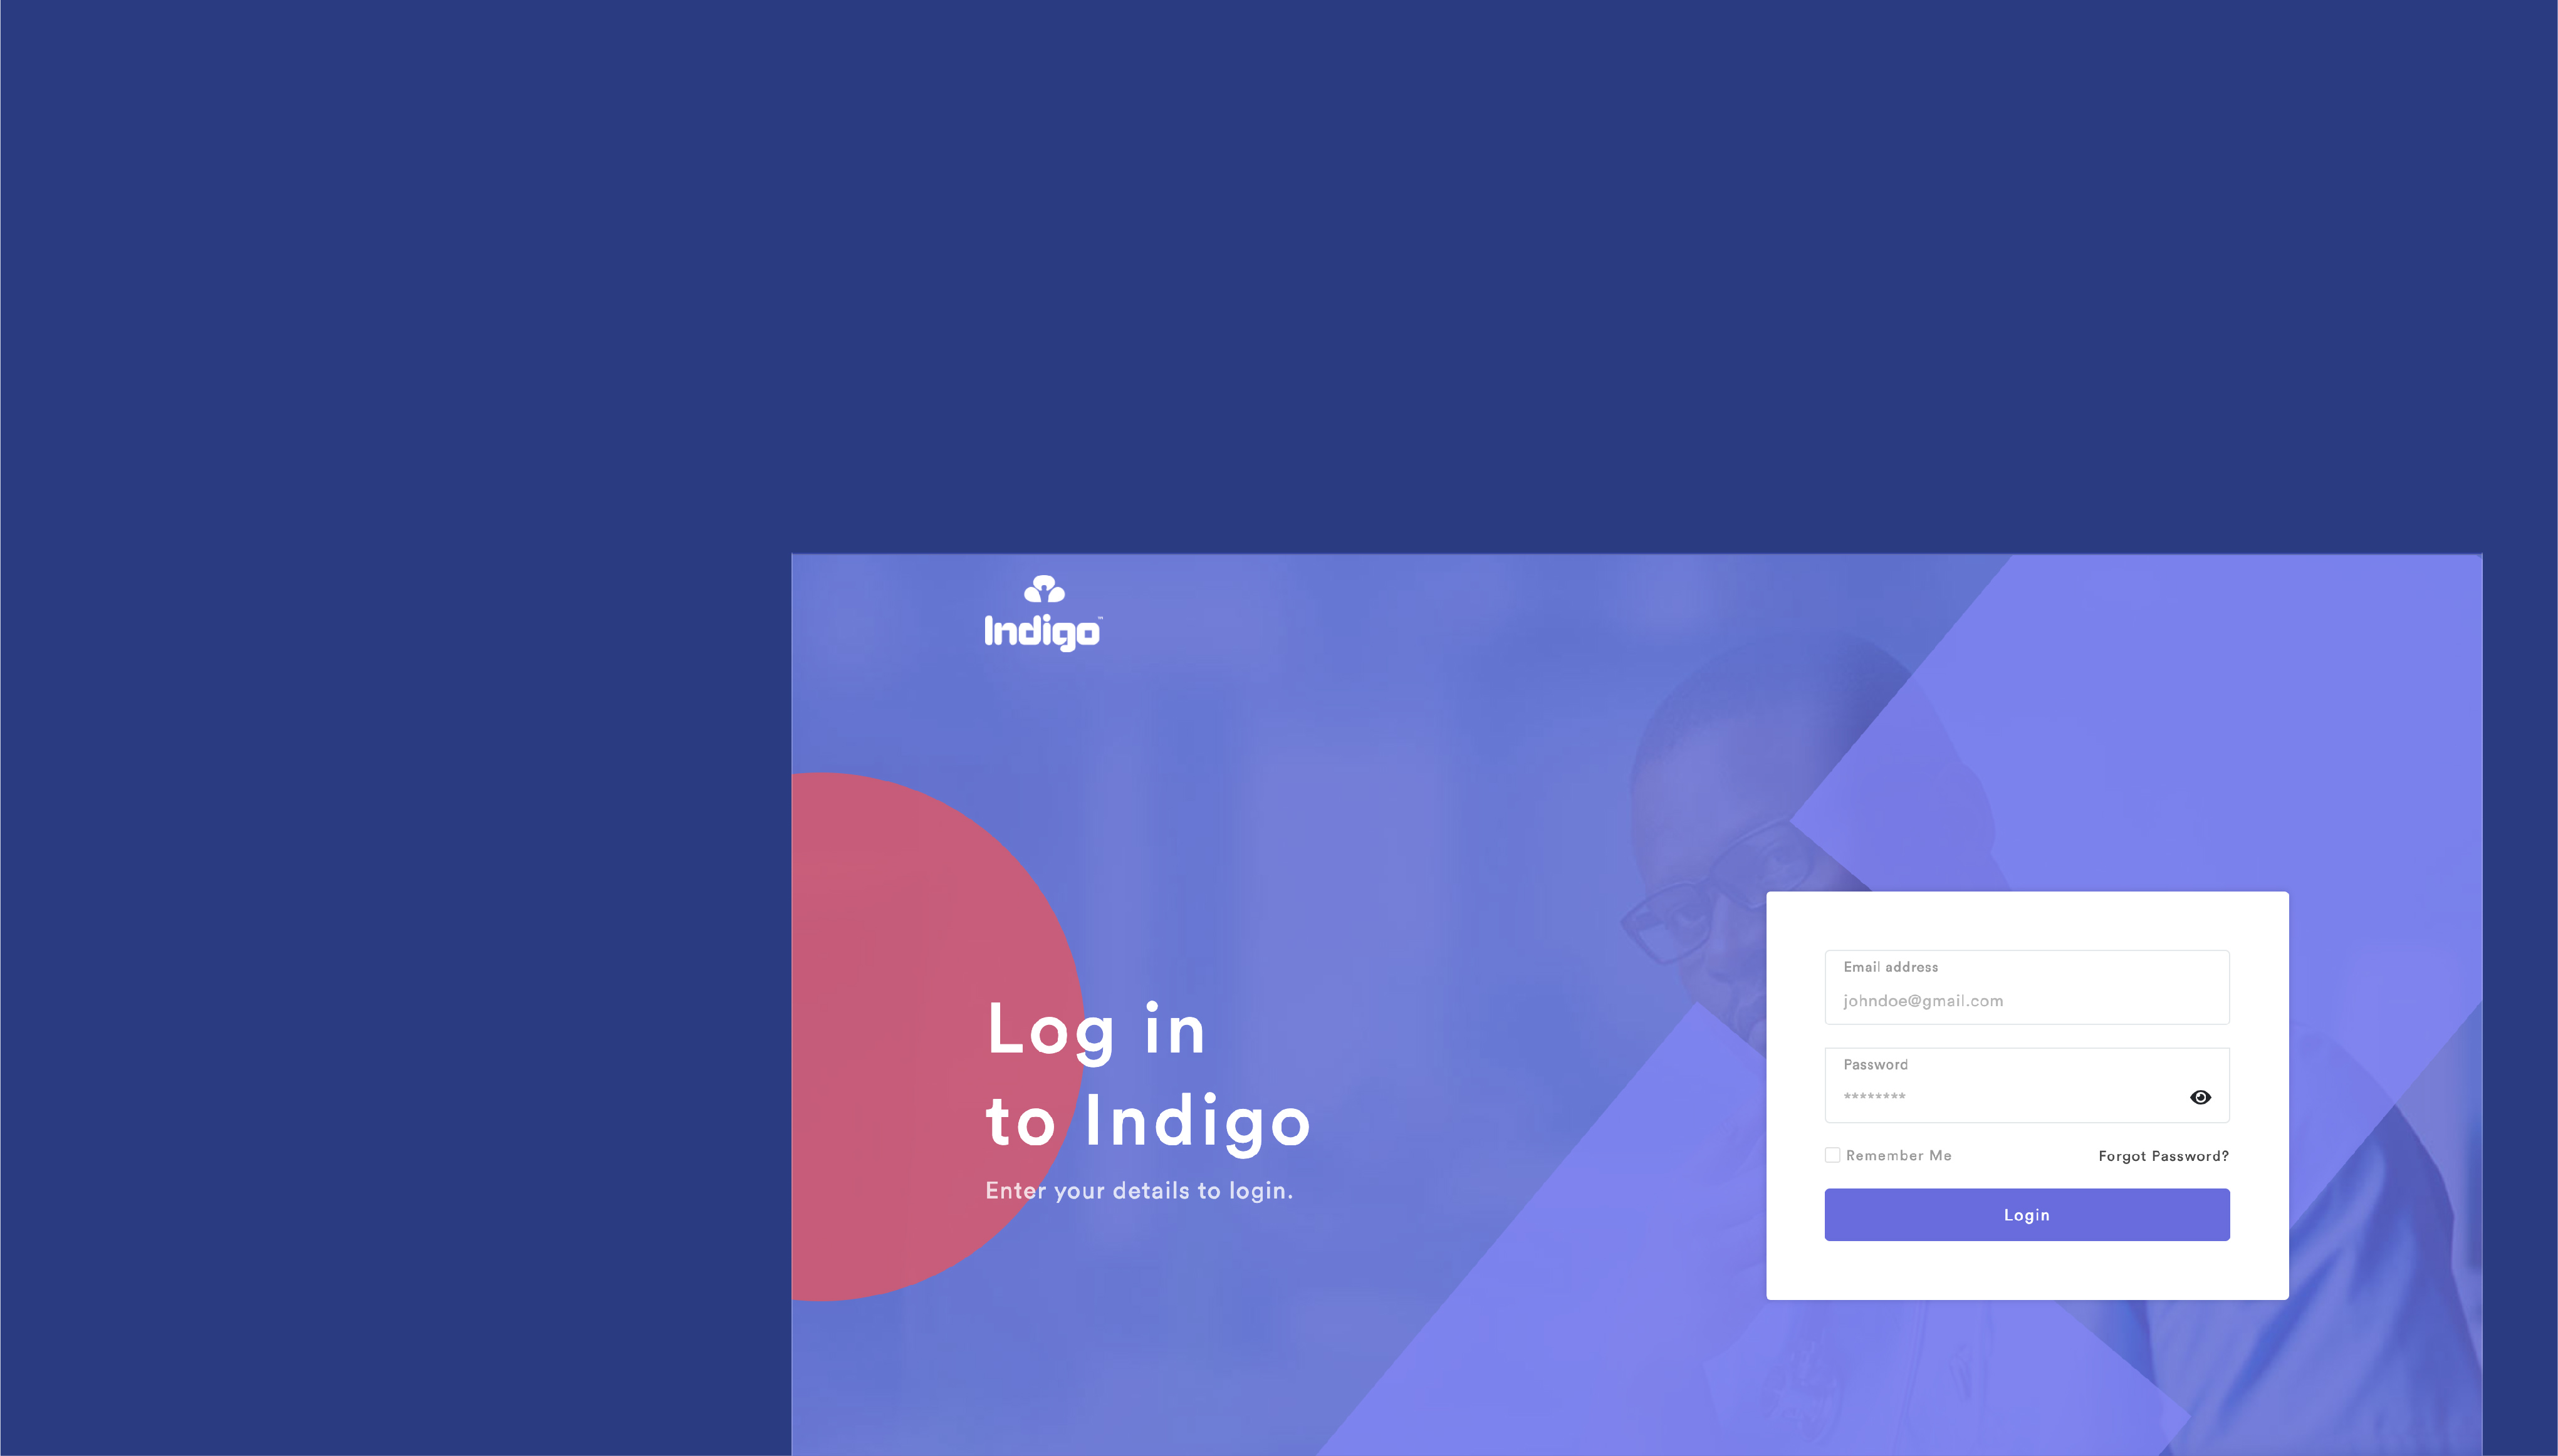 Indigo™
Log in
to Indigo
Enter your details to login.
Email address
johndoe@gmail.com
Password
********
Remember Me
Forgot Password?
Login